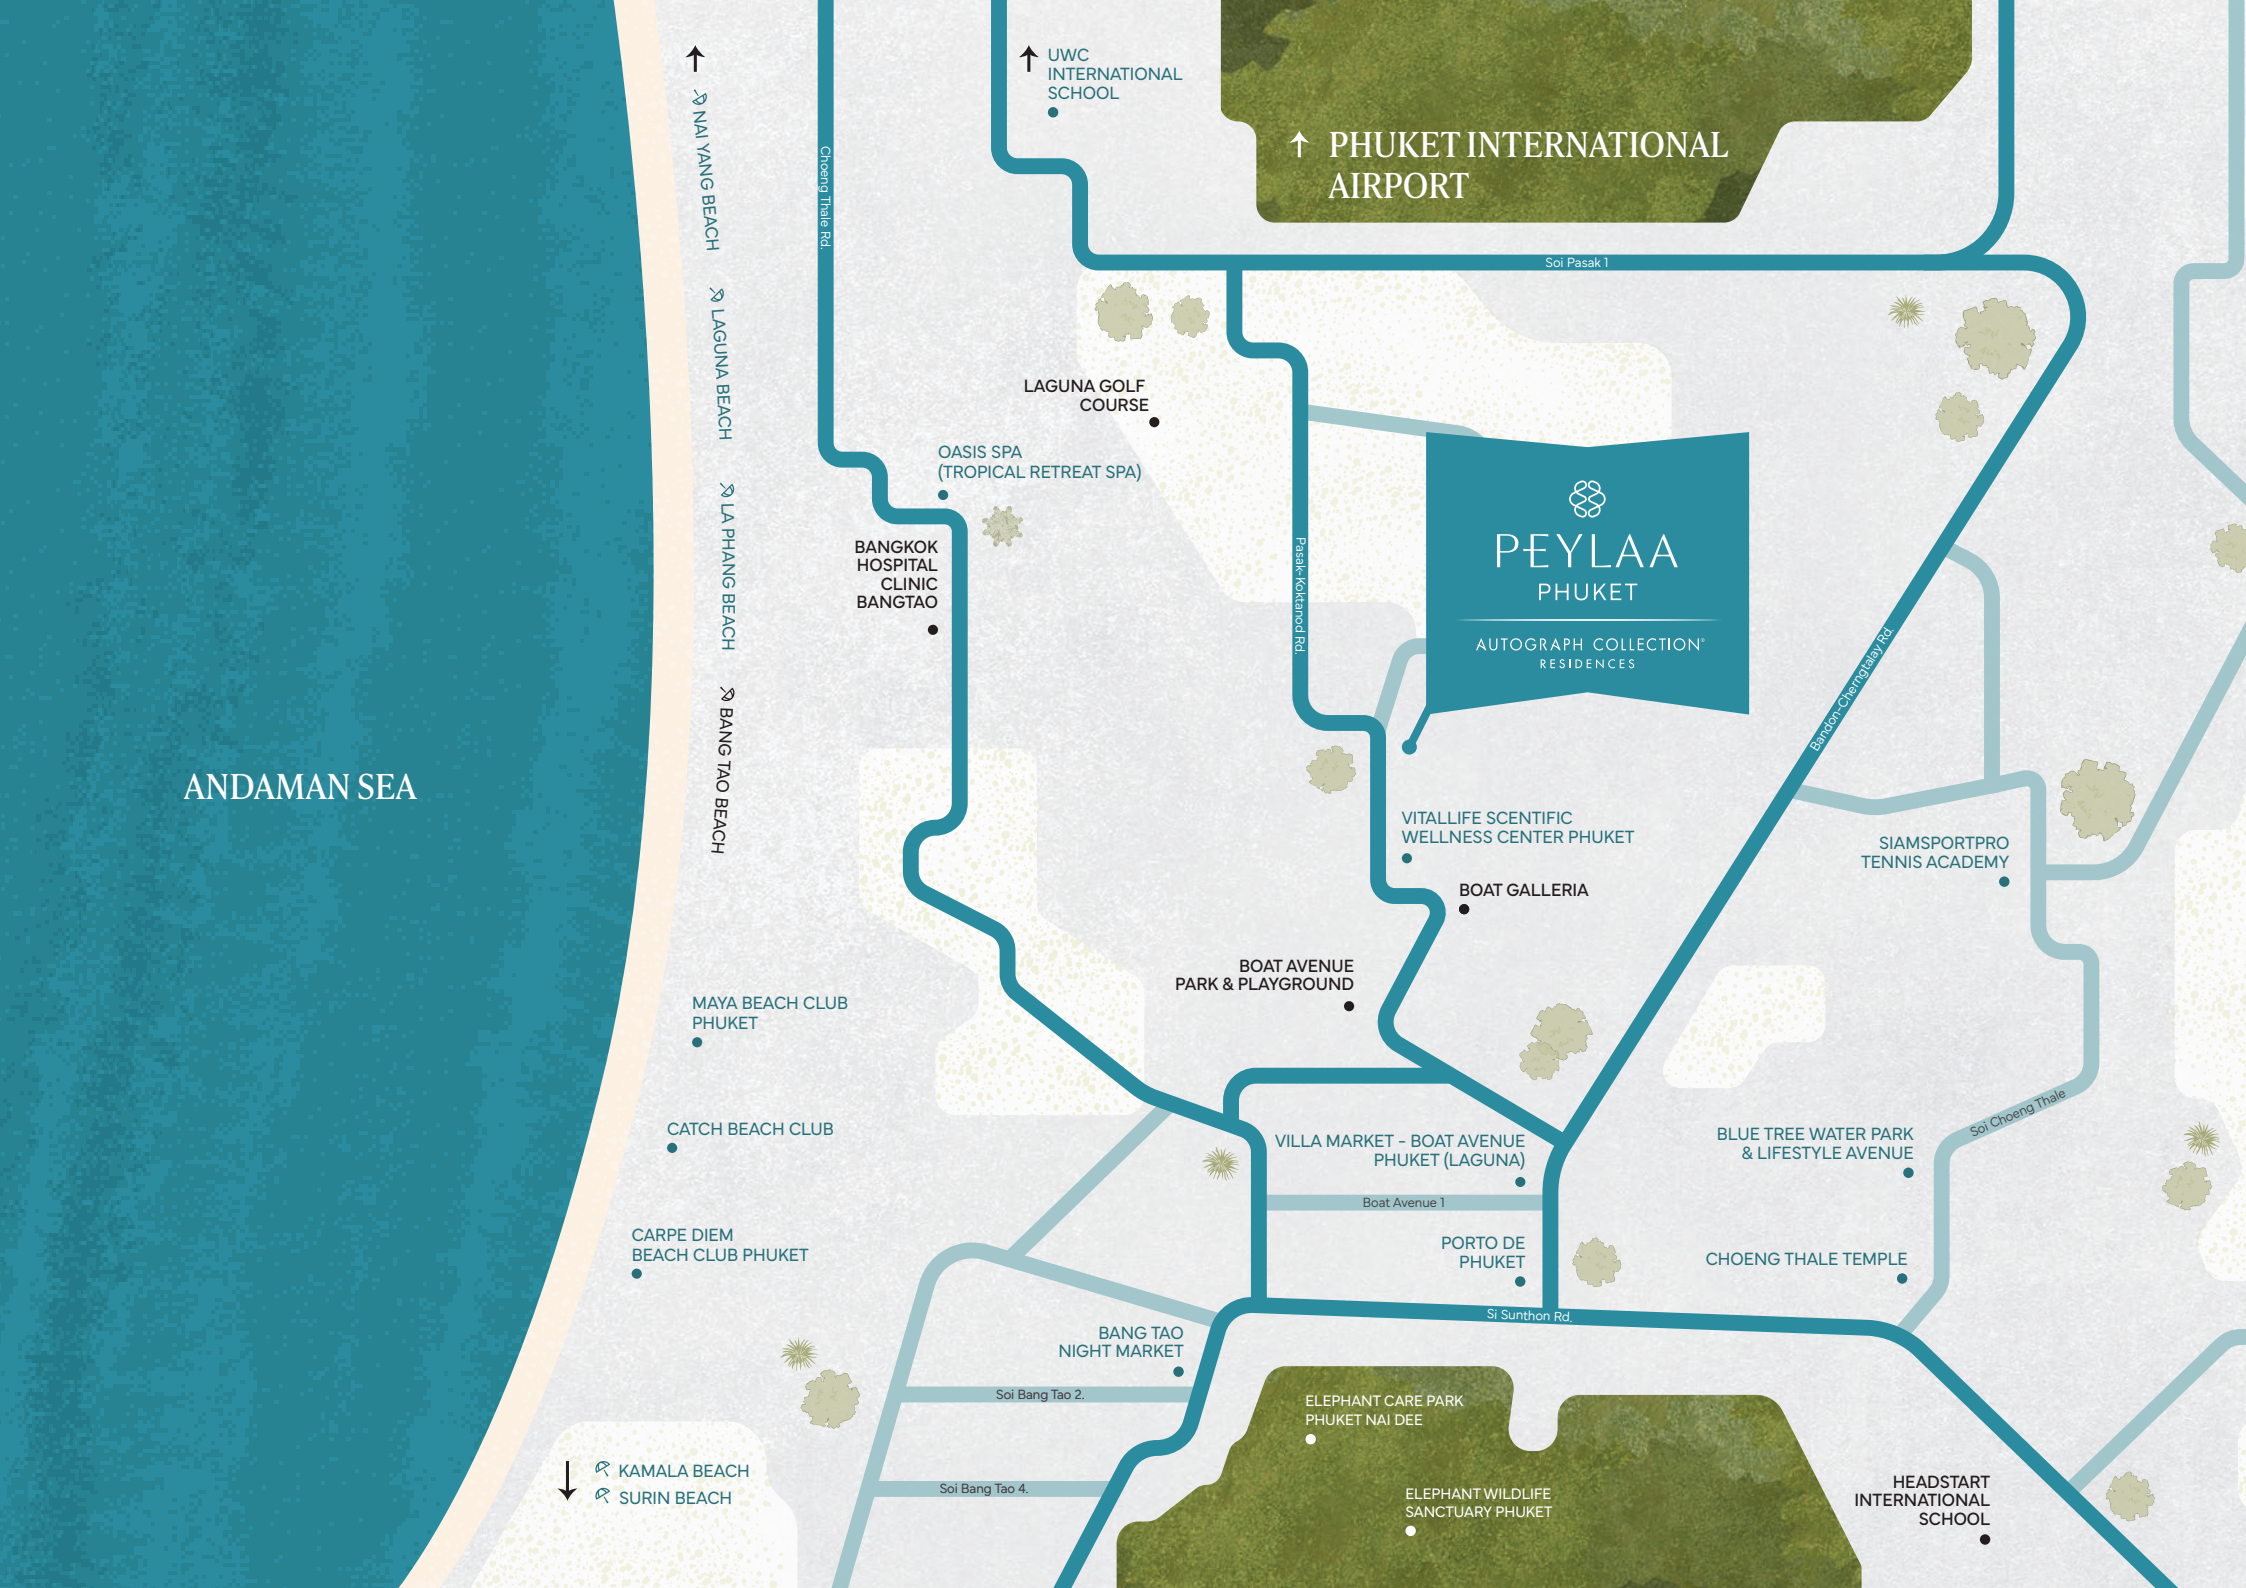 UWC
INTERNATIONAL
SCHOOL
PHUKET INTERNATIONAL
AIRPORT
NAI YANG BEACH
Choeng Thale Rd.
Soi Pasak 1
LAGUNA BEACH
LAGUNA GOLF
COURSE
OASIS SPA
(TROPICAL RETREAT SPA)
LA PHANG BEACH
BANGKOK
HOSPITAL
CLINIC
BANGTAO
Pasak-Koktanod Rd.
PEYLAA
PHUKET
AUTOGRAPH COLLECTION®
RESIDENCES
Bandon-Cherngtalay Rd.
BANG TAO BEACH
ANDAMAN SEA
VITALLIFE SCENTIFIC
WELLNESS CENTER PHUKET
SIAMSPORTPRO
TENNIS ACADEMY
BOAT GALLERIA
BOAT AVENUE
PARK & PLAYGROUND
MAYA BEACH CLUB
PHUKET
CATCH BEACH CLUB
VILLA MARKET - BOAT AVENUE
PHUKET (LAGUNA)
BLUE TREE WATER PARK
& LIFESTYLE AVENUE
Soi Choeng Thale
Boat Avenue 1
CARPE DIEM
BEACH CLUB PHUKET
PORTO DE
PHUKET
CHOENG THALE TEMPLE
Si Sunthon Rd.
BANG TAO
NIGHT MARKET
Soi Bang Tao 2.
ELEPHANT CARE PARK
PHUKET NAI DEE
KAMALA BEACH
SURIN BEACH
Soi Bang Tao 4.
ELEPHANT WILDLIFE
SANCTUARY PHUKET
HEADSTART
INTERNATIONAL
SCHOOL